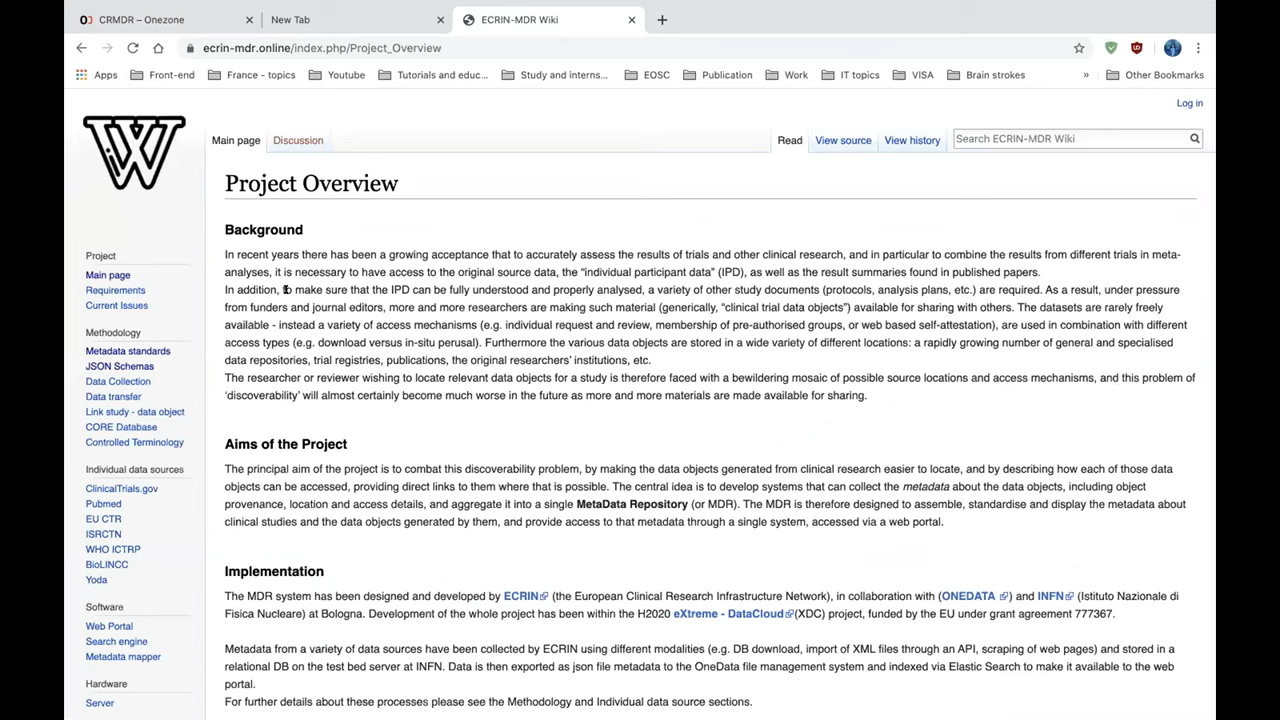 CRMDR – Onezone
New Tab
ECRIN-MDR Wiki
ecrin-mdr.online/index.php/Project_Overview
Apps
Front-end
France - topics
Youtube
Tutorials and educ...
Study and interns...
EOSC
Publication
Work
IT topics
VISA
Brain strokes
»
Other Bookmarks
Log in
W
Main page
Discussion
Read
View source
View history
Search ECRIN-MDR Wiki
Project
Main page
Requirements
Current Issues
Methodology
Metadata standards
JSON Schemas
Data Collection
Data transfer
Link study - data object
CORE Database
Controlled Terminology
Individual data sources
ClinicalTrials.gov
Pubmed
EU CTR
ISRCTN
WHO ICTRP
BioLINCC
Yoda
Software
Web Portal
Search engine
Metadata mapper
Hardware
Server
Project Overview
Background
In recent years there has been a growing acceptance that to accurately assess the results of trials and other clinical research, and in particular to combine the results from different trials in meta-
analyses, it is necessary to have access to the original source data, the “individual participant data” (IPD), as well as the result summaries found in published papers.
In addition, to make sure that the IPD can be fully understood and properly analysed, a variety of other study documents (protocols, analysis plans, etc.) are required. As a result, under pressure
from funders and journal editors, more and more researchers are making such material (generically, “clinical trial data objects”) available for sharing with others. The datasets are rarely freely
available - instead a variety of access mechanisms (e.g. individual request and review, membership of pre-authorised groups, or web based self-attestation), are used in combination with different
access types (e.g. download versus in-situ perusal). Furthermore the various data objects are stored in a wide variety of different locations: a rapidly growing number of general and specialised
data repositories, trial registries, publications, the original researchers’ institutions, etc.
The researcher or reviewer wishing to locate relevant data objects for a study is therefore faced with a bewildering mosaic of possible source locations and access mechanisms, and this problem of
‘discoverability’ will almost certainly become much worse in the future as more and more materials are made available for sharing.
Aims of the Project
The principal aim of the project is to combat this discoverability problem, by making the data objects generated from clinical research easier to locate, and by describing how each of those data
objects can be accessed, providing direct links to them where that is possible. The central idea is to develop systems that can collect the metadata about the data objects, including object
provenance, location and access details, and aggregate it into a single MetaData Repository (or MDR). The MDR is therefore designed to assemble, standardise and display the metadata about
clinical studies and the data objects generated by them, and provide access to that metadata through a single system, accessed via a web portal.
Implementation
The MDR system has been designed and developed by ECRIN (the European Clinical Research Infrastructure Network), in collaboration with (ONEDATA ) and INFN (Istituto Nazionale di
Fisica Nucleare) at Bologna. Development of the whole project has been within the H2020 eXtreme - DataCloud (XDC) project, funded by the EU under grant agreement 777367.
Metadata from a variety of data sources have been collected by ECRIN using different modalities (e.g. DB download, import of XML files through an API, scraping of web pages) and stored in a
relational DB on the test bed server at INFN. Data is then exported as json file metadata to the OneData file management system and indexed via Elastic Search to make it available to the web
portal.
For further details about these processes please see the Methodology and Individual data source sections.